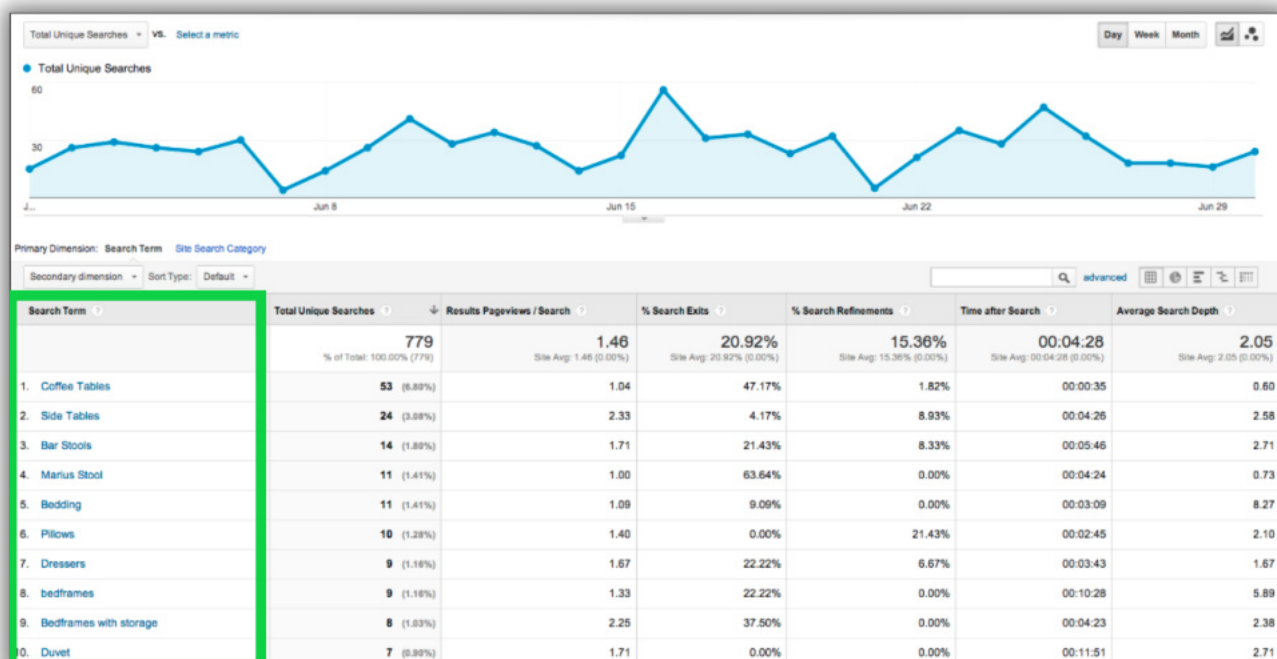 Total Unique Searches VS. Select a metric Day Week Month
Total Unique Searches
60
30
J... Jun 8 Jun 15 Jun 22 Jun 29
Primary Dimension: Search Term Site Search Category
Secondary dimension Sort Type: Default advanced
Search Term ? Total Unique Searches ? Results Pageviews / Search ? % Search Exits ? % Search Refinements ? Time after Search ? Average Search Depth ?
779 1.46 20.92% 15.36% 00:04:28 2.05
% of Total: 100.00% (779) Site Avg: 1.46 (0.00%) Site Avg: 20.92% (0.00%) Site Avg: 15.36% (0.00%) Site Avg: 00:04:28 (0.00%) Site Avg: 2.05 (0.00%)
1. Coffee Tables 53 (6.80%) 1.04 47.17% 1.82% 00:00:35 0.60
2. Side Tables 24 (3.08%) 2.33 4.17% 8.93% 00:04:26 2.58
3. Bar Stools 14 (1.80%) 1.71 21.43% 8.33% 00:05:46 2.71
4. Marius Stool 11 (1.41%) 1.00 63.64% 0.00% 00:04:24 0.73
5. Bedding 11 (1.41%) 1.09 9.09% 0.00% 00:03:09 8.27
6. Pillows 10 (1.28%) 1.40 0.00% 21.43% 00:02:45 2.10
7. Dressers 9 (1.16%) 1.67 22.22% 6.67% 00:03:43 1.67
8. bedframes 9 (1.16%) 1.33 22.22% 0.00% 00:10:28 5.89
9. Bedframes with storage 8 (1.03%) 2.25 37.50% 0.00% 00:04:23 2.38
10. Duvet 7 (0.90%) 1.71 0.00% 0.00% 00:11:51 2.71